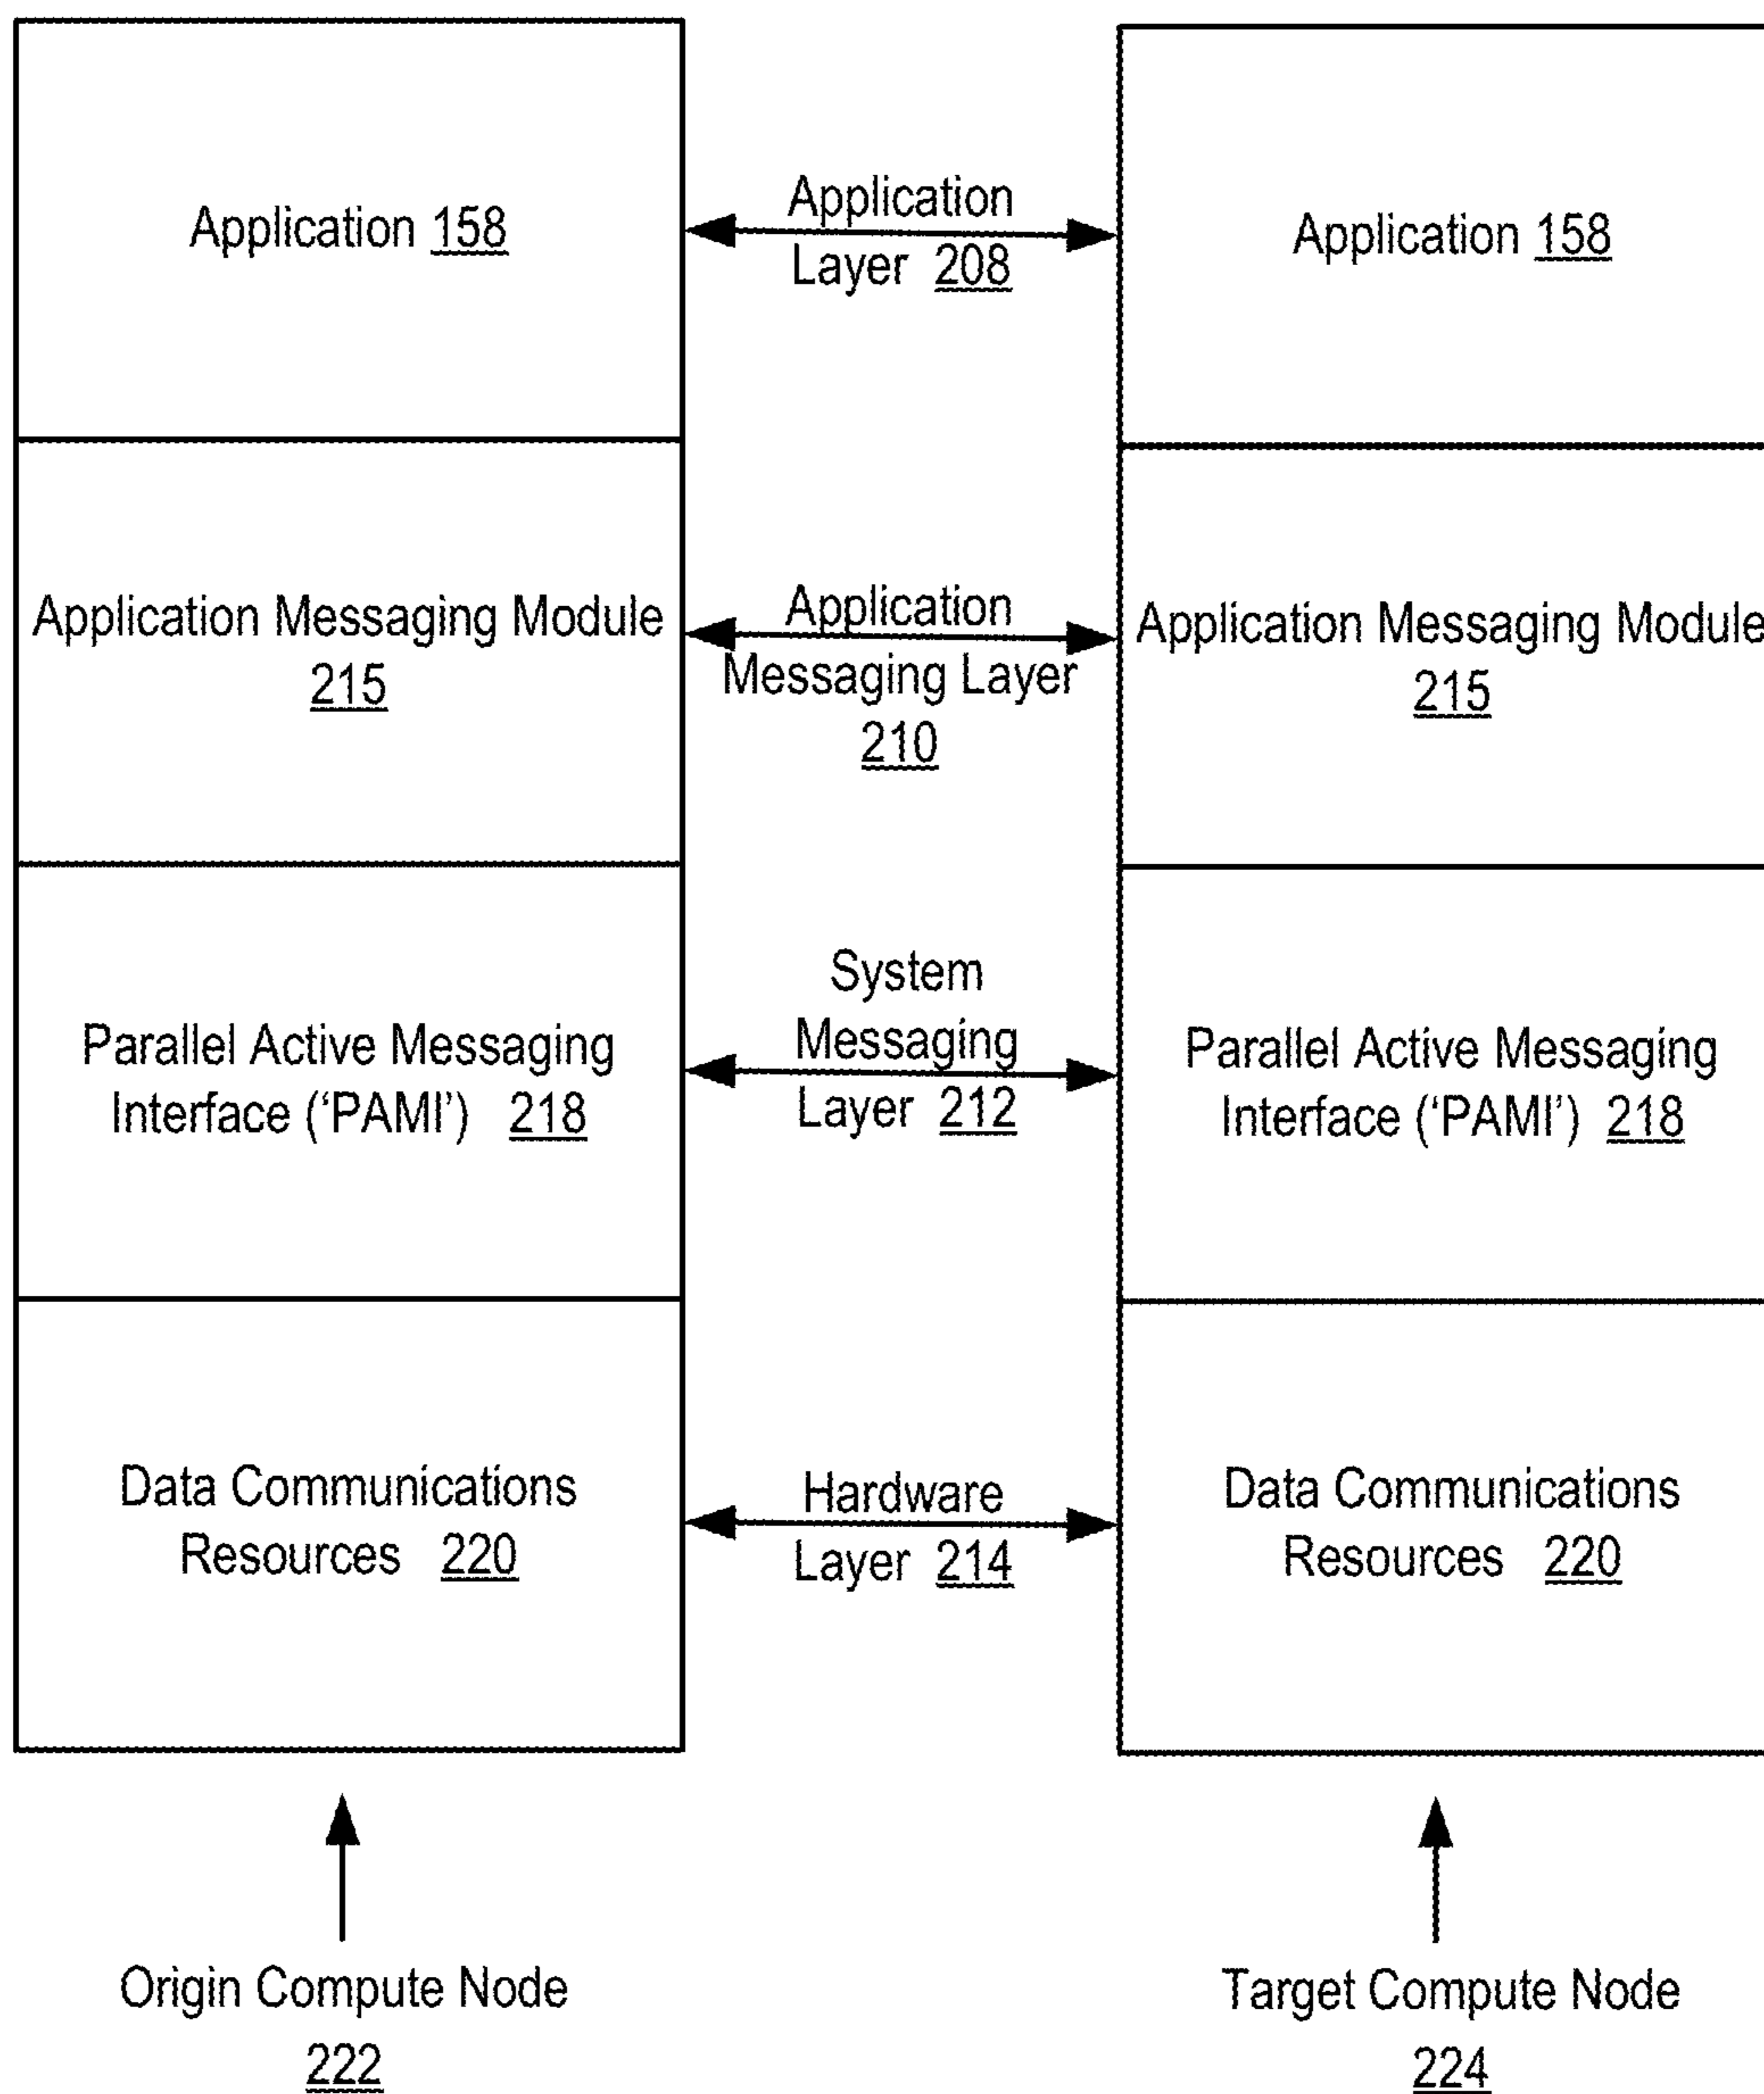 Application 158
Application
Layer 208
Application 158
Application Messaging Module
215
Application
Messaging Layer
210
Application Messaging Module
215
Parallel Active Messaging
Interface (‘PAMI’) 218
System
Messaging
Layer 212
Parallel Active Messaging
Interface (‘PAMI’) 218
Data Communications
Resources 220
Hardware
Layer 214
Data Communications
Resources 220
Origin Compute Node
222
Target Compute Node
224